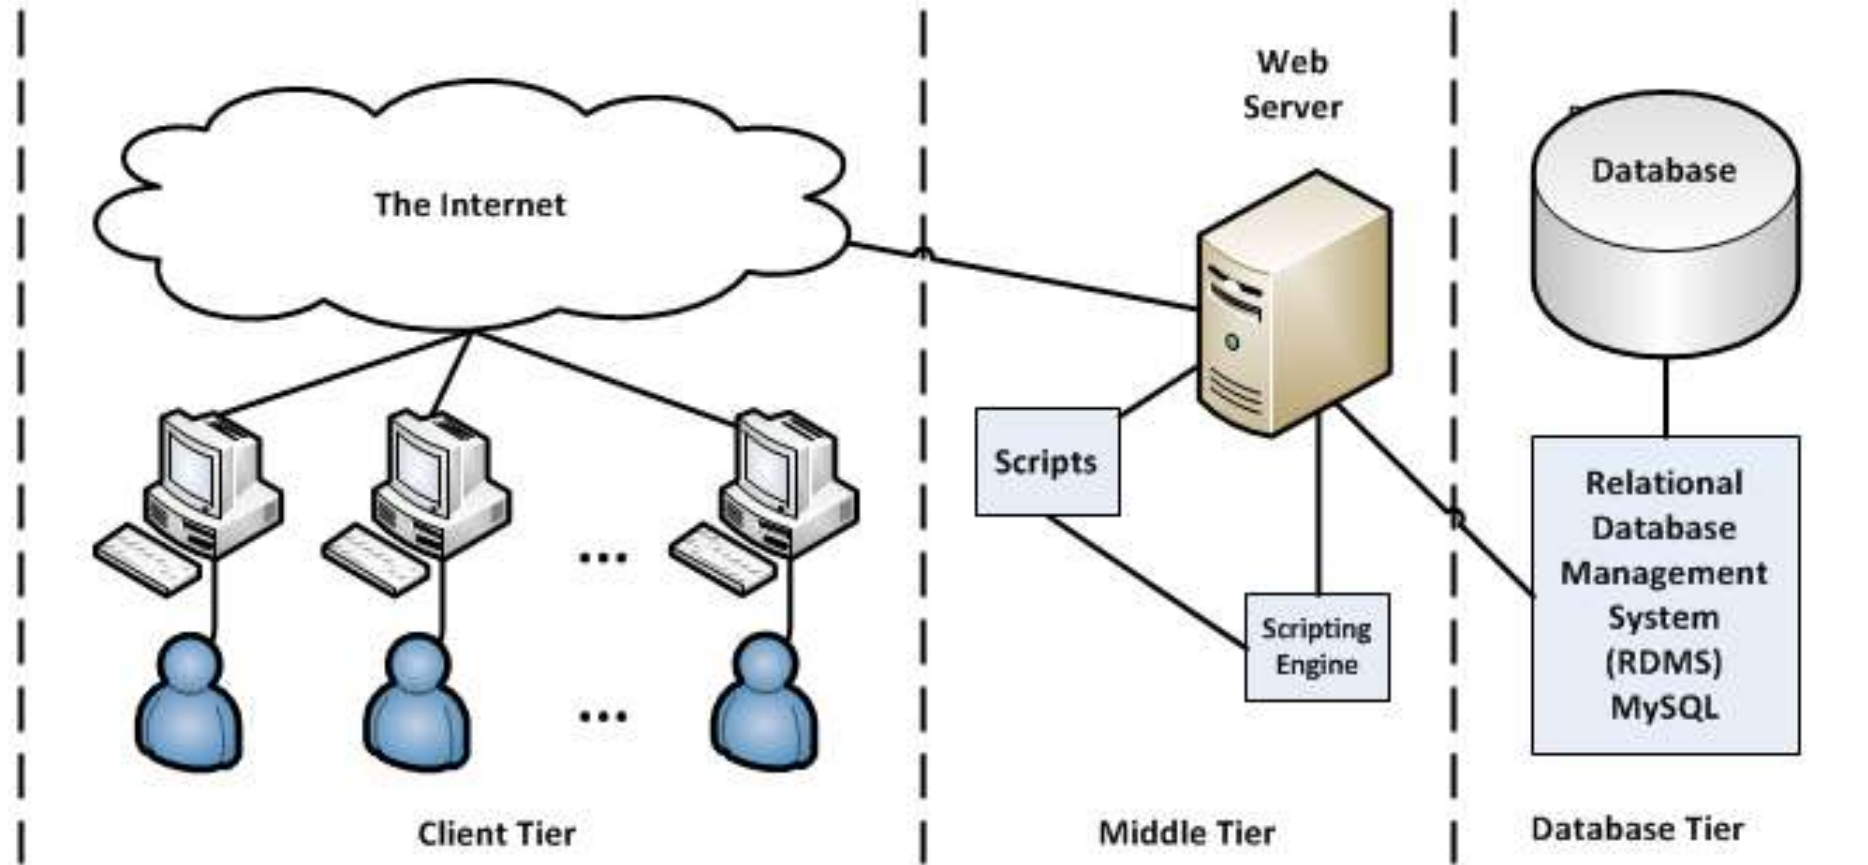 The Internet
...
...
Client Tier
Web
Server
Scripts
Scripting
Engine
Middle Tier
Database
Relational
Database
Management
System
(RDMS)
MySQL
Database Tier